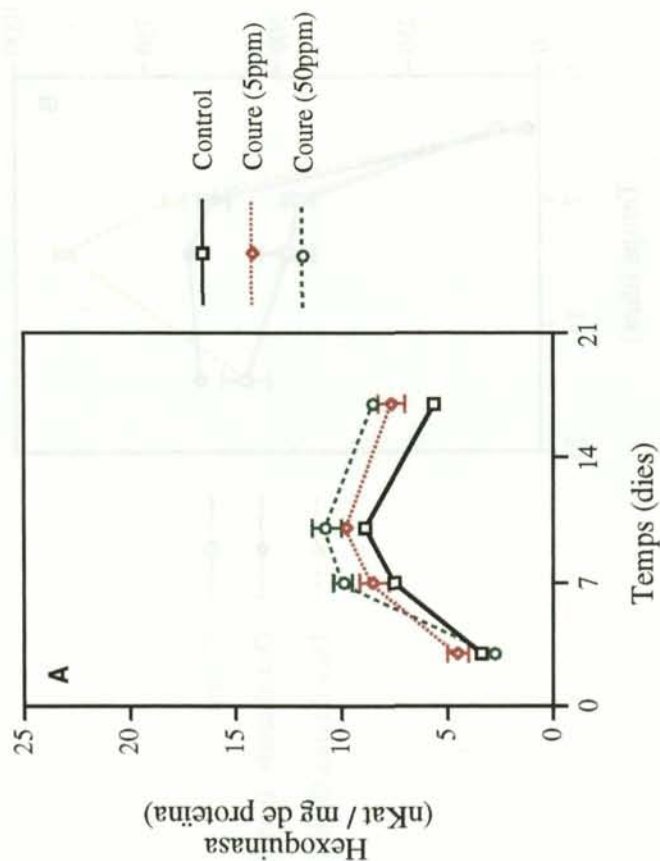 A
Hexoquinasa
(nKat / mg de proteïna)
25
20
15
10
5
0
0
7
14
21
Temps (dies)
Control
Coure (5ppm)
Coure (50ppm)